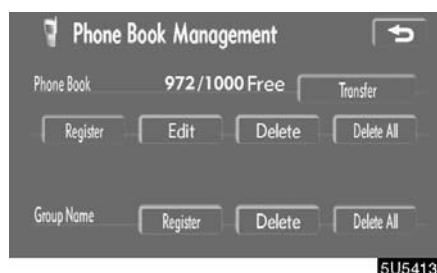 Phone Book Management
Phone Book 972/1000 Free Transfer
Register Edit Delete Delete All
Group Name Register Delete Delete All
5U5413